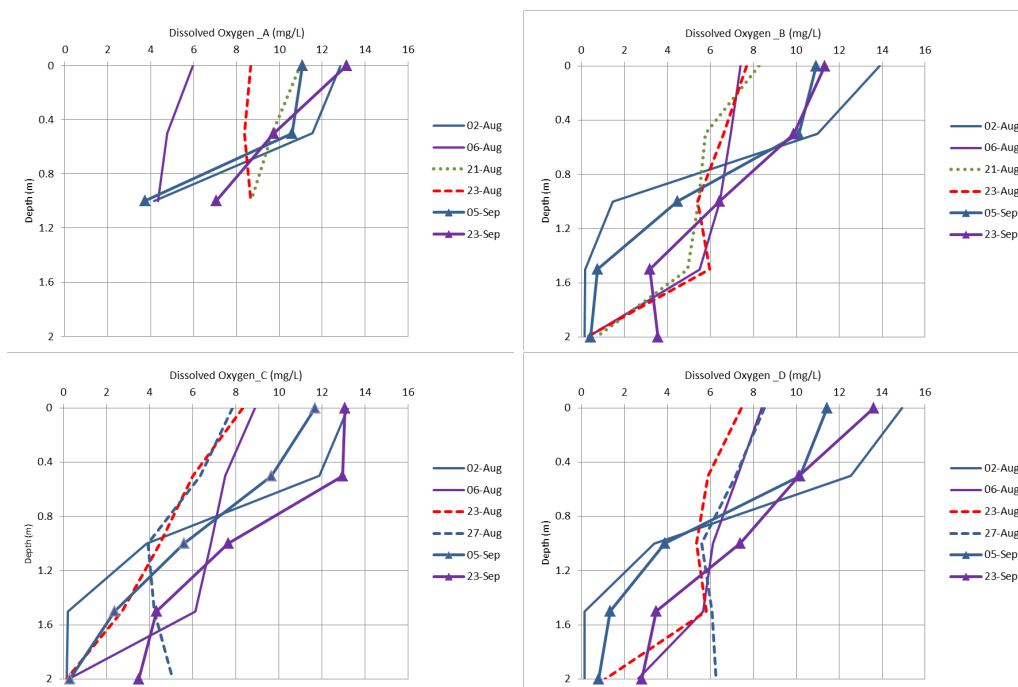 Dissolved Oxygen _A (mg/L)
0 2 4 6 8 10 12 14 16
0
0.4
0.8
1.2
1.6
2
Depth (m)
02-Aug
06-Aug
21-Aug
23-Aug
05-Sep
23-Sep
Dissolved Oxygen _B (mg/L)
0 2 4 6 8 10 12 14 16
0
0.4
0.8
1.2
1.6
2
Depth (m)
02-Aug
06-Aug
21-Aug
23-Aug
05-Sep
23-Sep
Dissolved Oxygen_C (mg/L)
0 2 4 6 8 10 12 14 16
0
0.4
0.8
1.2
1.6
2
Depth (m)
02-Aug
06-Aug
23-Aug
27-Aug
05-Sep
23-Sep
Dissolved Oxygen_D (mg/L)
0 2 4 6 8 10 12 14 16
0
0.4
0.8
1.2
1.6
2
Depth (m)
02-Aug
06-Aug
23-Aug
27-Aug
05-Sep
23-Sep